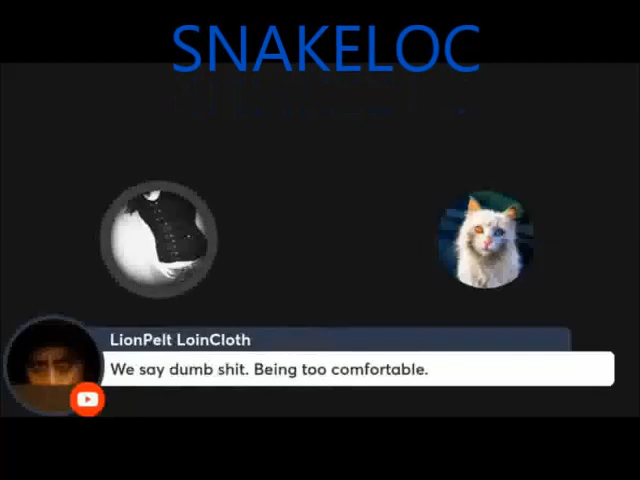 SNAKELOC
LionPelt LoinCloth
We say dumb shit. Being too comfortable.